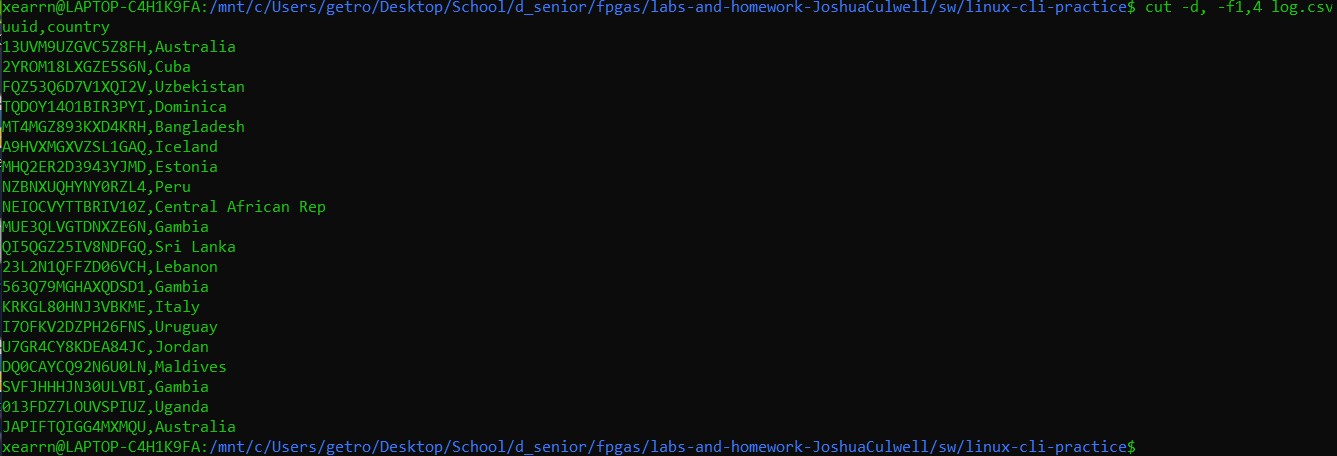 xearrn@LAPTOP-C4H1K9FA:/mnt/c/Users/getro/Desktop/School/d_senior/fpgas/labs-and-homework-JoshuaCulwell/sw/linux-cli-practice$ cut -d, -f1,4 log.csv
uuid,country
13UVM9UZGVC5Z8FH,Australia
2YROM18LXGZE5S6N,Cuba
FQZ53Q6D7V1XQI2V,Uzbekistan
TQDOY14O1BIR3PYI,Dominica
MT4MGZ893KXD4KRH,Bangladesh
A9HVXMGXVZSL1GAQ,Iceland
MHQ2ER2D3943YJMD,Estonia
NZBNXUQHYNY0RZL4,Peru
NEIOCVYTTBRIV10Z,Central African Rep
MUE3QLVGTDNXZE6N,Gambia
QI5QGZ25IV8NDFGQ,Sri Lanka
23L2N1QFFZD06VCH,Lebanon
563Q79MGHAXQDSD1,Gambia
KRKGL80HNJ3VBKME,Italy
I7OFKV2DZPH26FNS,Uruguay
U7GR4CY8KDEA84JC,Jordan
DQ0CAYCQ92N6U0LN,Maldives
SVFJHHHJN30ULVBI,Gambia
013FDZ7LOUVSPIUZ,Uganda
JAPIFTQIGG4MXMQU,Australia
xearrn@LAPTOP-C4H1K9FA:/mnt/c/Users/getro/Desktop/School/d_senior/fpgas/labs-and-homework-JoshuaCulwell/sw/linux-cli-practice$